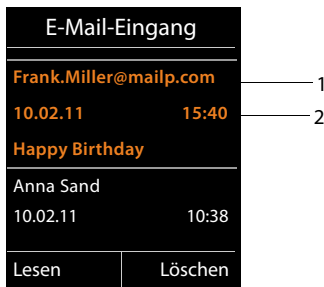 E-Mail-Eingang
Frank.Miller@mailp.com 1
10.02.11 15:40 2
Happy Birthday
Anna Sand
10.02.11 10:38
Lesen Löschen